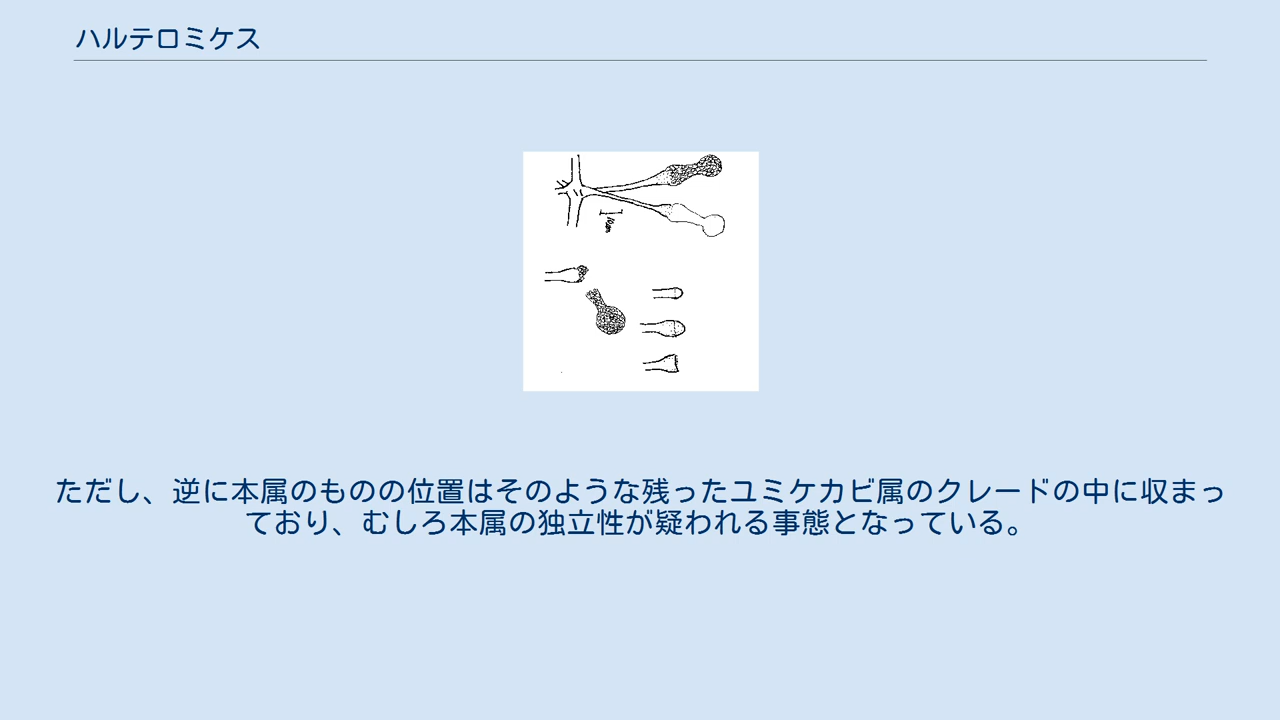 ハルテロミケス
10μm
ただし、逆に本属のものの位置はそのような残ったユミケカビ属のクレードの中に収まっ
ており、むしろ本属の独立性が疑われる事態となっている。